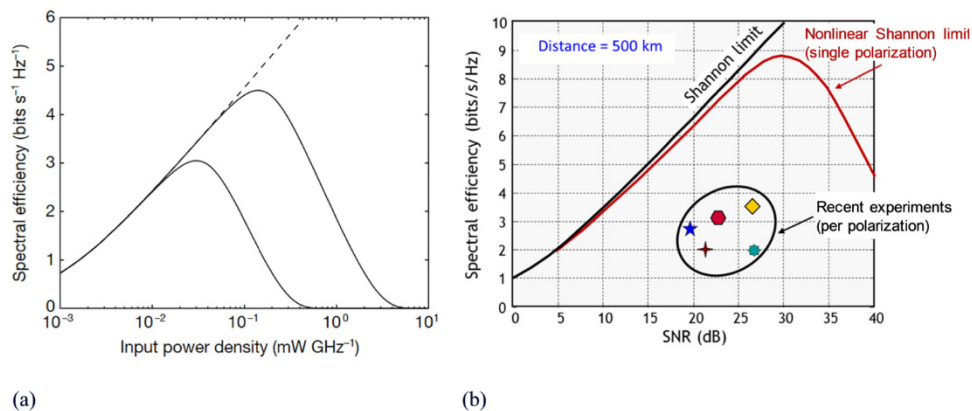 Spectral efficiency (bits s⁻¹ Hz⁻¹)
6
5
4
3
2
1
0
10⁻³ 10⁻² 10⁻¹ 10⁰ 10¹
Input power density (mW GHz⁻¹)
(a)
Spectral efficiency (bits/s/Hz)
10
9
8
7
6
5
4
3
2
1
0
Distance = 500 km
Shannon limit
Nonlinear Shannon limit
(single polarization)
Recent experiments
(per polarization)
0 5 10 15 20 25 30 35 40
SNR (dB)
(b)